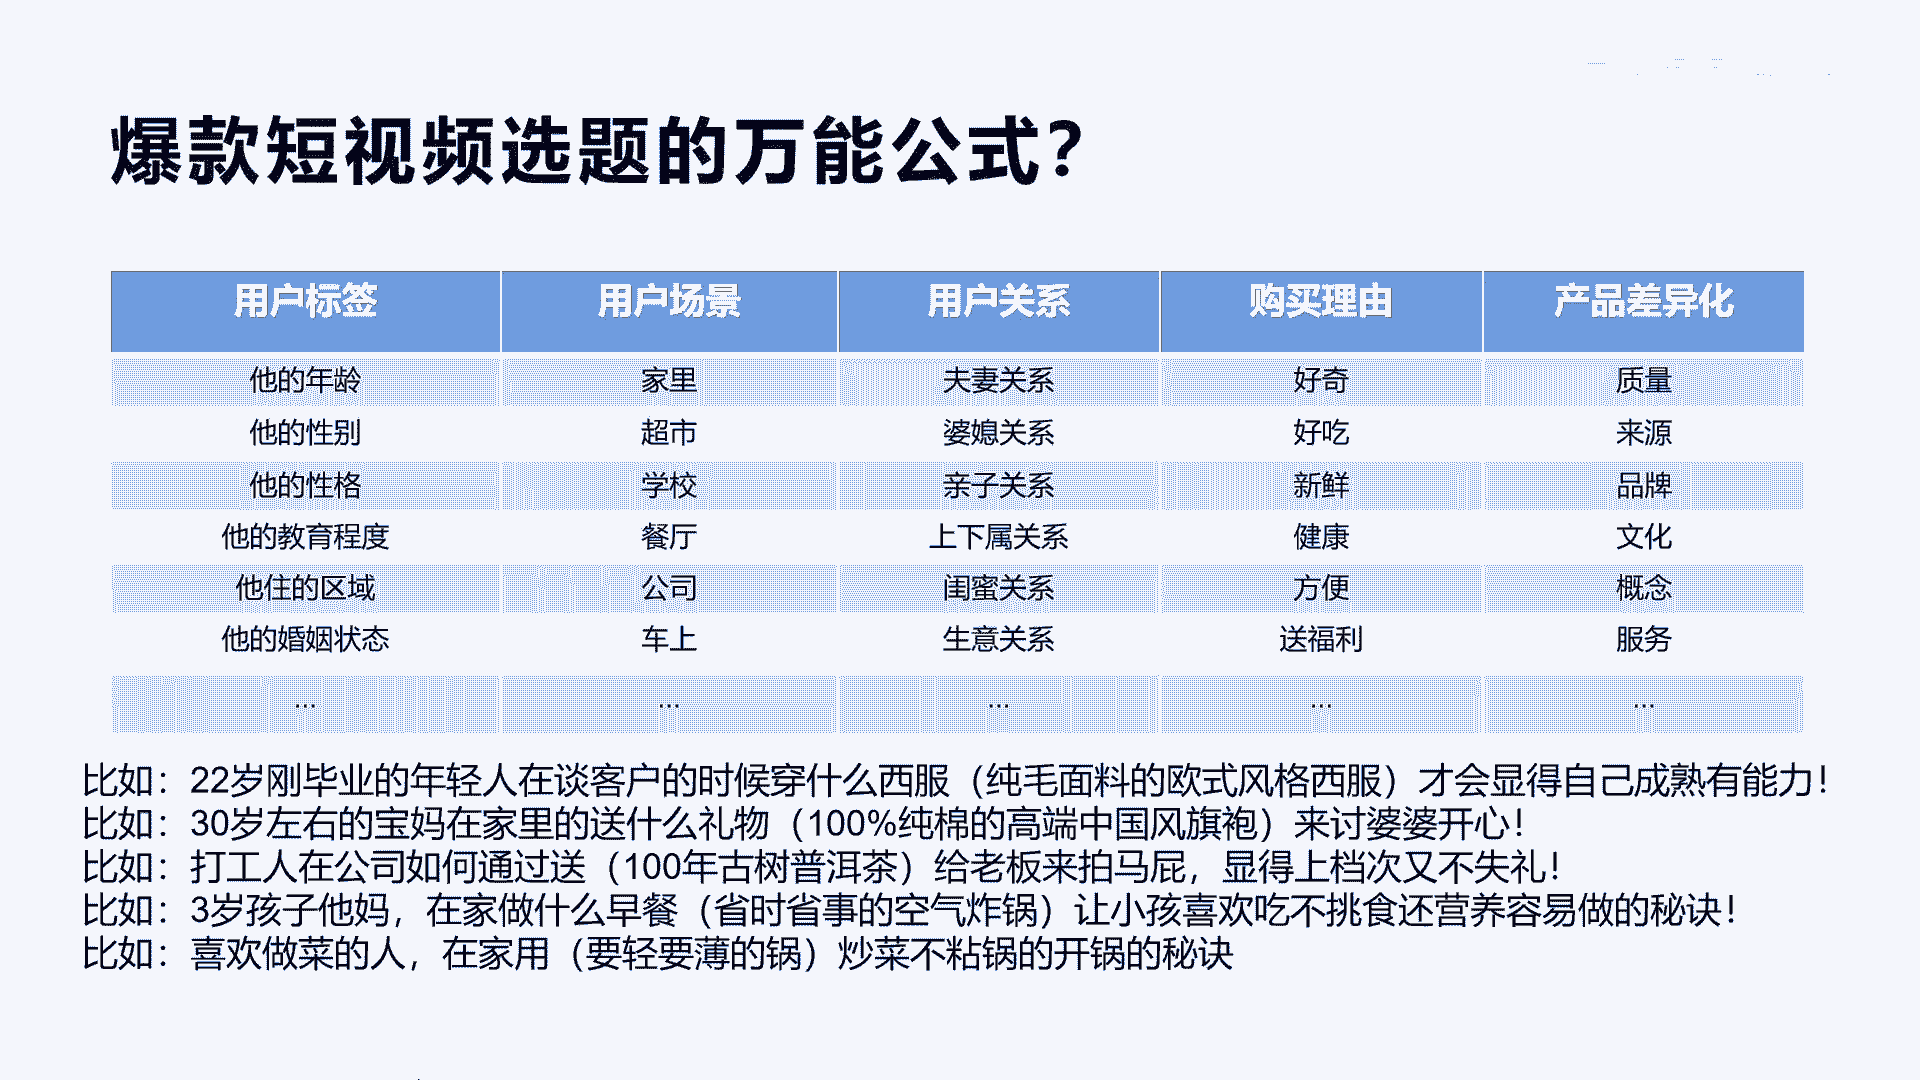 爆款短视频选题的万能公式？
用户标签 用户场景 用户关系 购买理由 产品差异化
他的年龄 家里 夫妻关系 好奇 质量
他的性别 超市 婆媳关系 好吃 来源
他的性格 学校 亲子关系 新鲜 品牌
他的教育程度 餐厅 上下属关系 健康 文化
他住的区域 公司 闺蜜关系 方便 概念
他的婚姻状态 车上 生意关系 送福利 服务
... ... ... ... ...
比如：22岁刚毕业的年轻人在谈客户的时候穿什么西服（纯毛面料的欧式风格西服）才会显得自己成熟有能力！
比如：30岁左右的宝妈在家里的送什么礼物（100%纯棉的高端中国风旗袍）来讨婆婆开心！
比如：打工人在公司如何通过送（100年古树普洱茶）给老板来拍马屁，显得上档次又不失礼！
比如：3岁孩子他妈，在家做什么早餐（省时省事的空气炸锅）让小孩喜欢吃不挑食还营养容易做的秘诀！
比如：喜欢做菜的人，在家用（要轻要薄的锅）炒菜不粘锅的开锅的秘诀